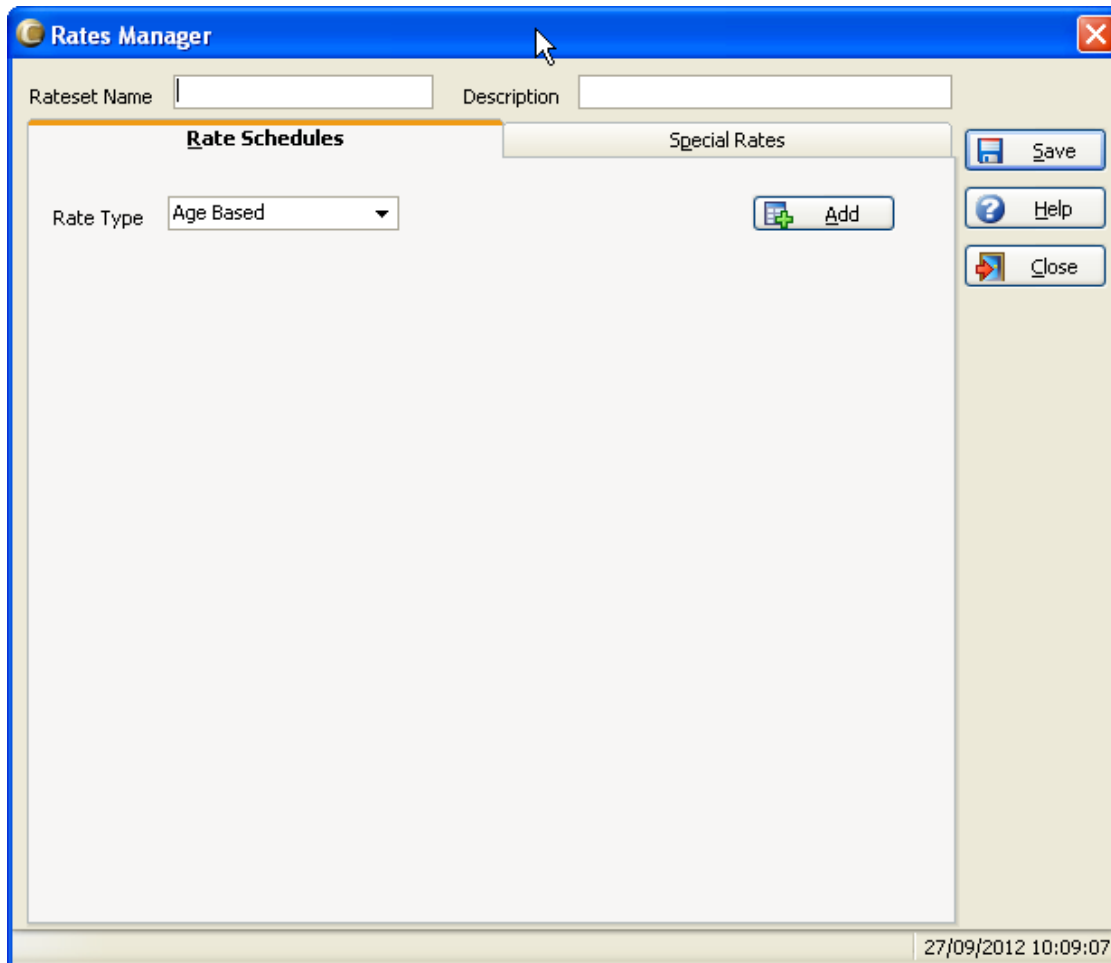 Rates Manager
Rateset Name
Description
Rate Schedules
Special Rates
Save
Rate Type
Age Based
Add
Help
Close
27/09/2012 10:09:07